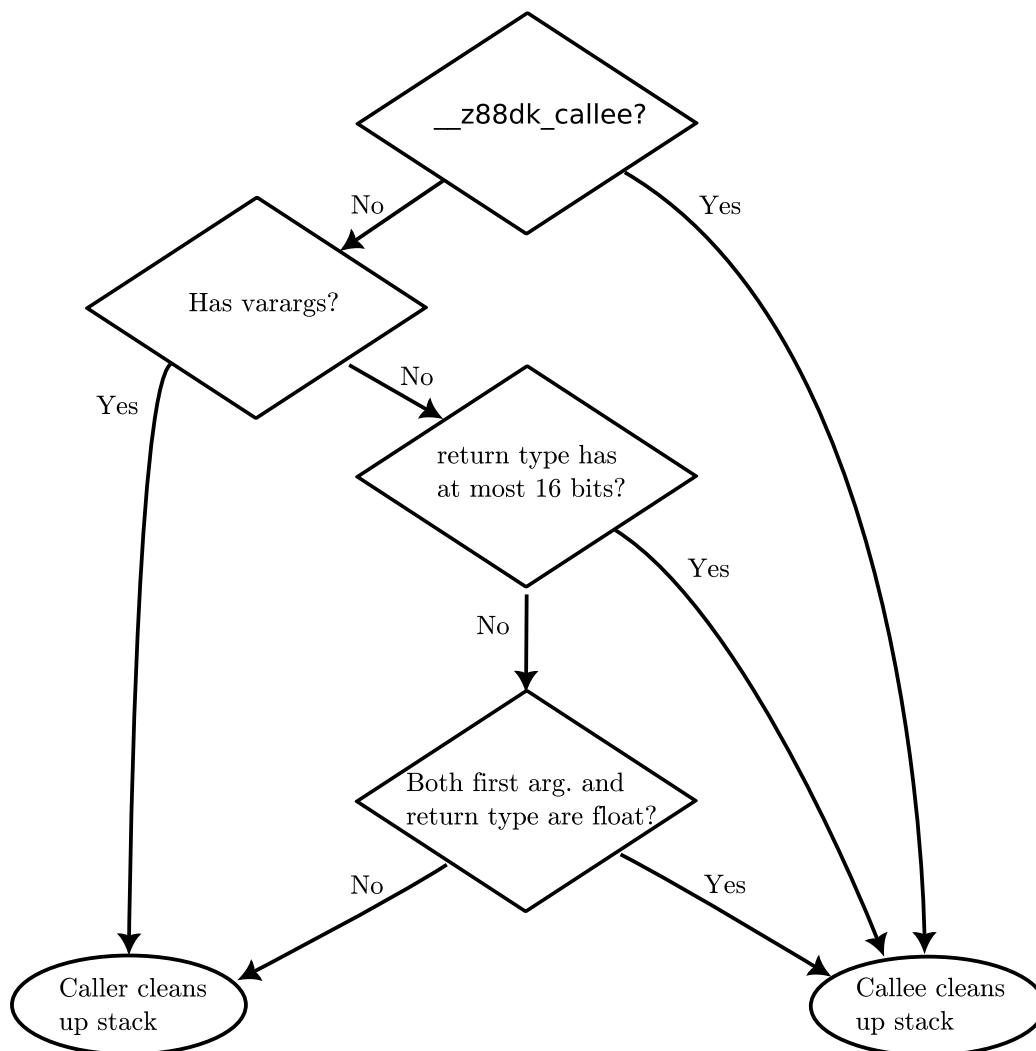 __z88dk_callee?
No
Yes
Has varargs?
No
Yes
return type has
at most 16 bits?
Yes
No
Both first arg. and
return type are float?
No
Yes
Caller cleans
up stack
Callee cleans
up stack